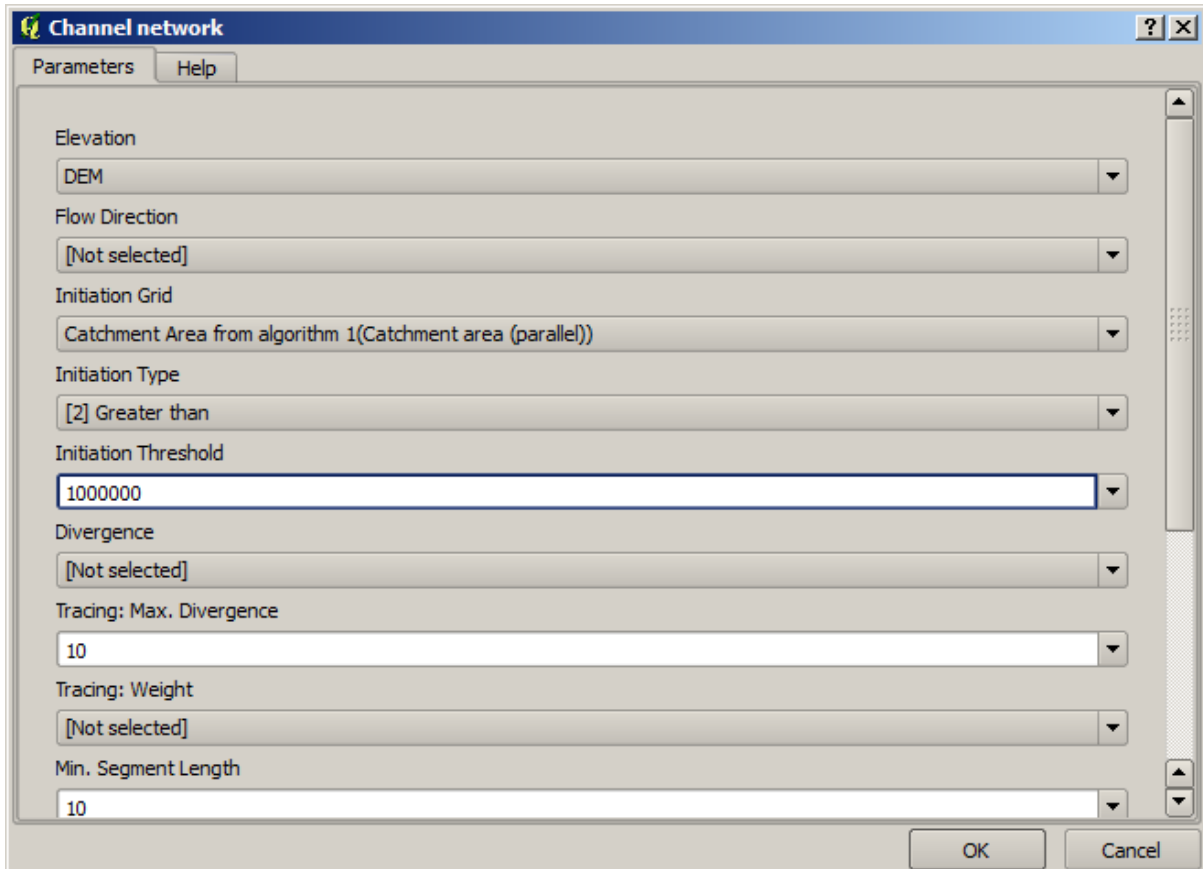 Channel network
Parameters Help
Elevation
DEM
Flow Direction
[Not selected]
Initiation Grid
Catchment Area from algorithm 1(Catchment area (parallel))
Initiation Type
[2] Greater than
Initiation Threshold
1000000
Divergence
[Not selected]
Tracing: Max. Divergence
10
Tracing: Weight
[Not selected]
Min. Segment Length
10
OK Cancel